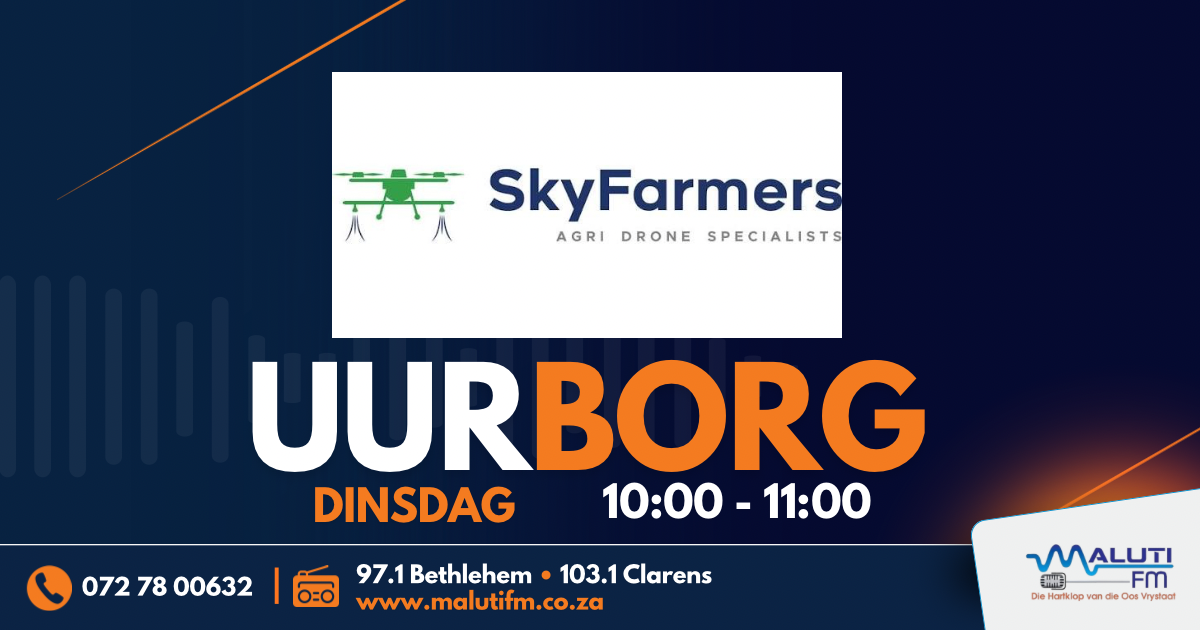 SkyFarmers
AGRI DRONE SPECIALISTS
UURBORG
DINSDAG 10:00 - 11:00
072 78 00632
97.1 Bethlehem • 103.1 Clarens
www.malutifm.co.za
MALUTI
FM
Die Hartklop van die Oos Vrystaat